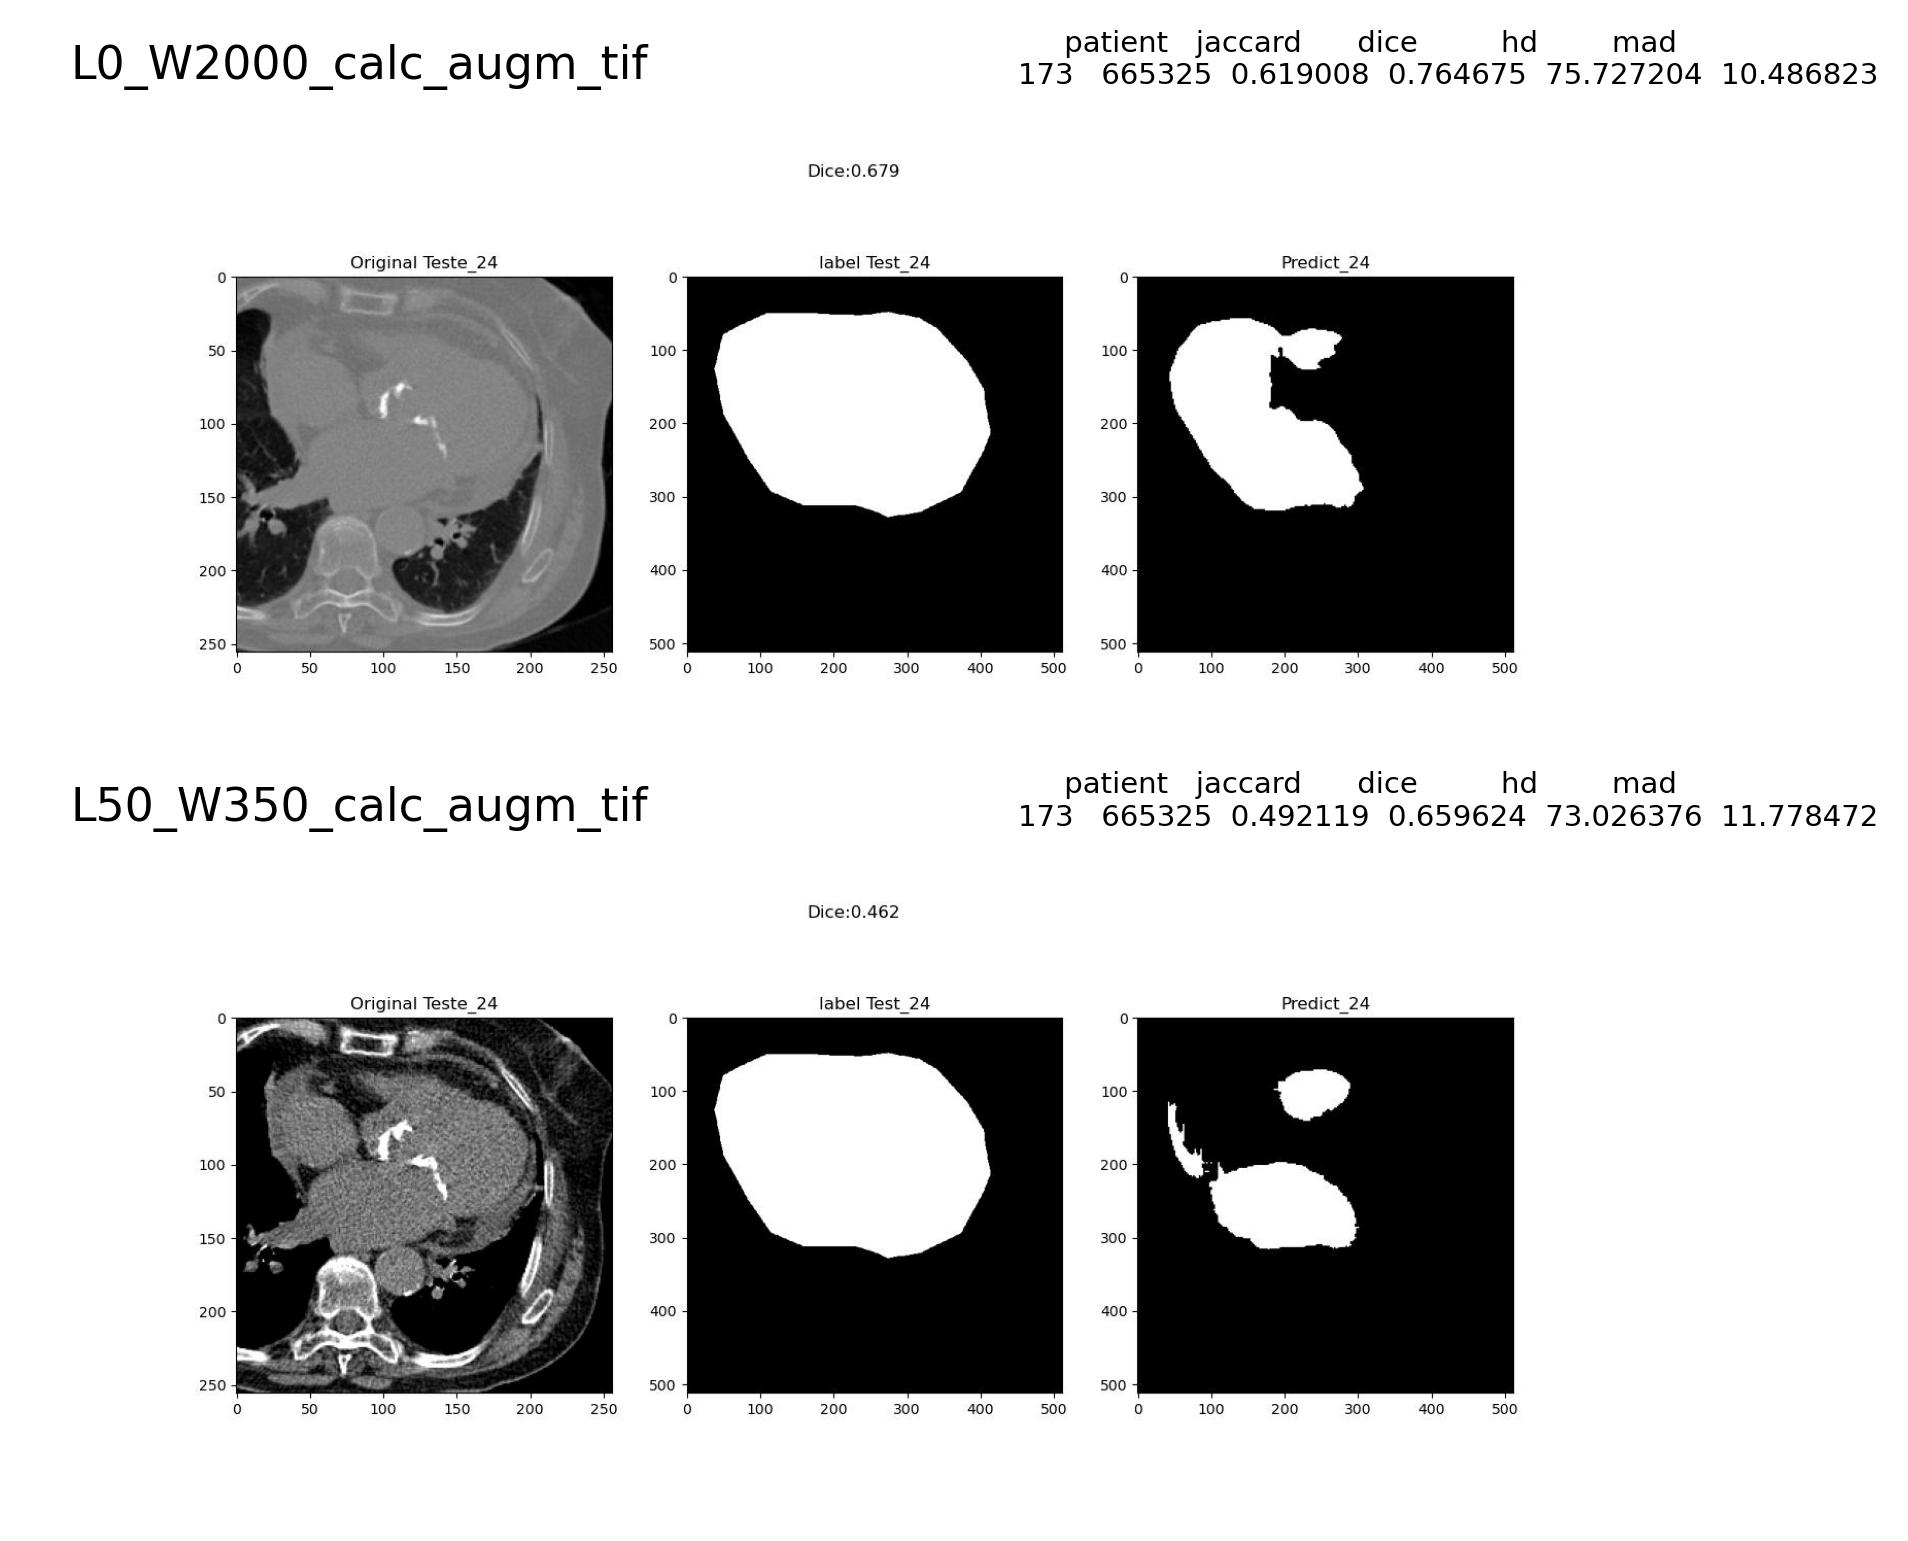 L0_W2000_calc_augm_tif
patient jaccard dice hd mad
173 665325 0.619008 0.764675 75.727204 10.486823
Dice:0.679
Original Teste_24
label Test_24
Predict_24
0
50
100
150
200
250
0 50 100 150 200 250
0
100
200
300
400
500
0 100 200 300 400 500
0
100
200
300
400
500
0 100 200 300 400 500
L50_W350_calc_augm_tif
patient jaccard dice hd mad
173 665325 0.492119 0.659624 73.026376 11.778472
Dice:0.462
Original Teste_24
label Test_24
Predict_24
0
50
100
150
200
250
0 50 100 150 200 250
0
100
200
300
400
500
0 100 200 300 400 500
0
100
200
300
400
500
0 100 200 300 400 500